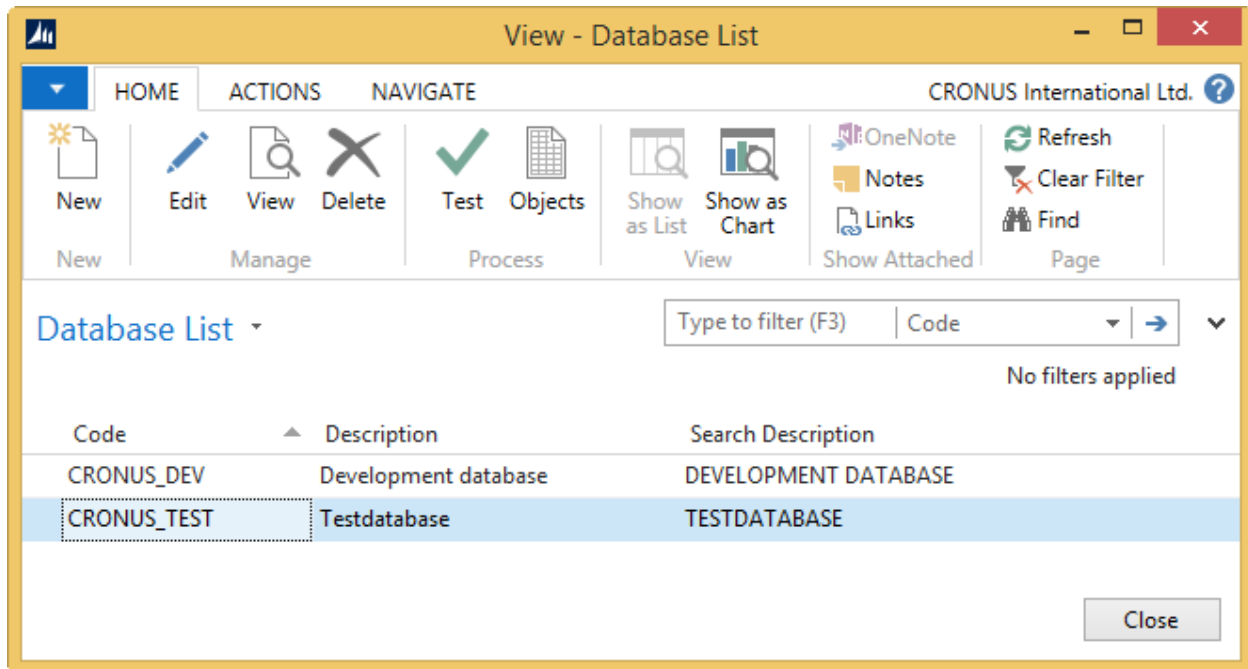 View - Database List
HOME ACTIONS NAVIGATE CRONUS International Ltd. ?
OneNote Refresh
Notes Clear Filter
New Edit View Delete Test Objects Show as List Show as Chart
Links Find
New Manage Process View Show Attached Page
Database List Type to filter (F3) Code
No filters applied
Code Description Search Description
CRONUS_DEV Development database DEVELOPMENT DATABASE
CRONUS_TEST Testdatabase TESTDATABASE
Close